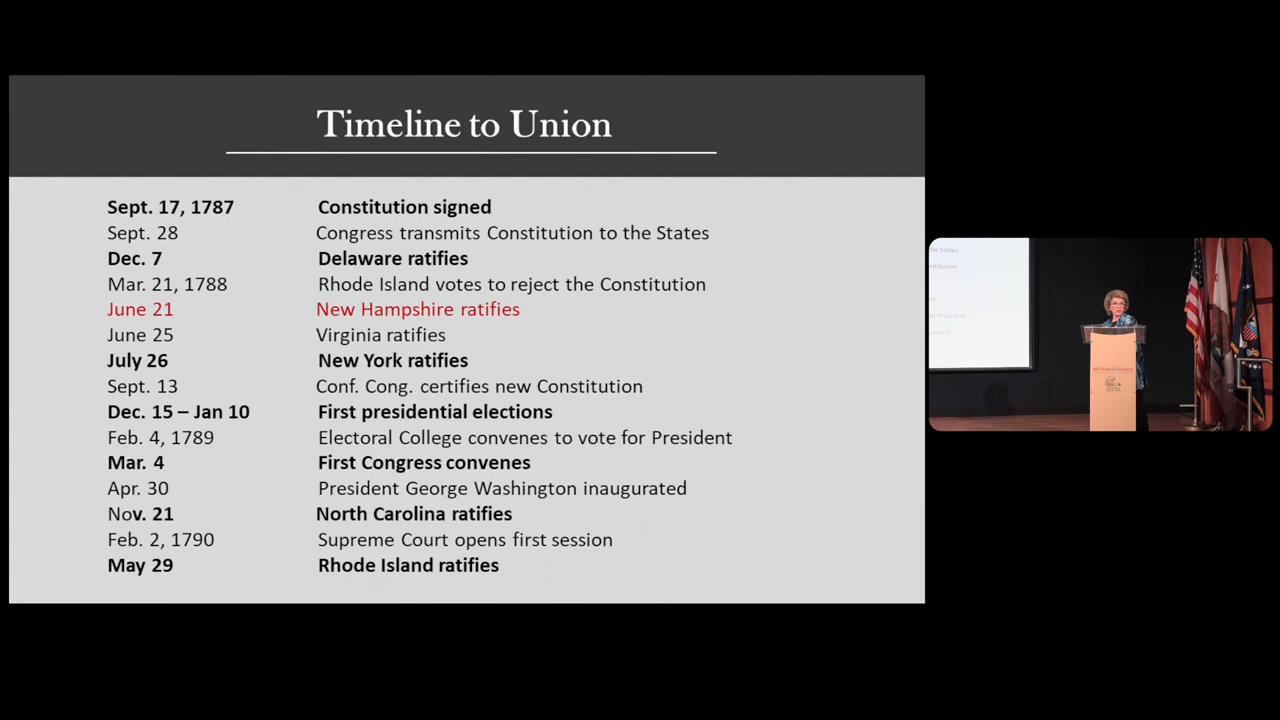 Timeline to Union
Sept. 17, 1787 Constitution signed
Sept. 28 Congress transmits Constitution to the States
Dec. 7 Delaware ratifies
Mar. 21, 1788 Rhode Island votes to reject the Constitution
June 21 New Hampshire ratifies
June 25 Virginia ratifies
July 26 New York ratifies
Sept. 13 Conf. Cong. certifies new Constitution
Dec. 15 – Jan 10 First presidential elections
Feb. 4, 1789 Electoral College convenes to vote for President
Mar. 4 First Congress convenes
Apr. 30 President George Washington inaugurated
Nov. 21 North Carolina ratifies
Feb. 2, 1790 Supreme Court opens first session
May 29 Rhode Island ratifies
he States
President